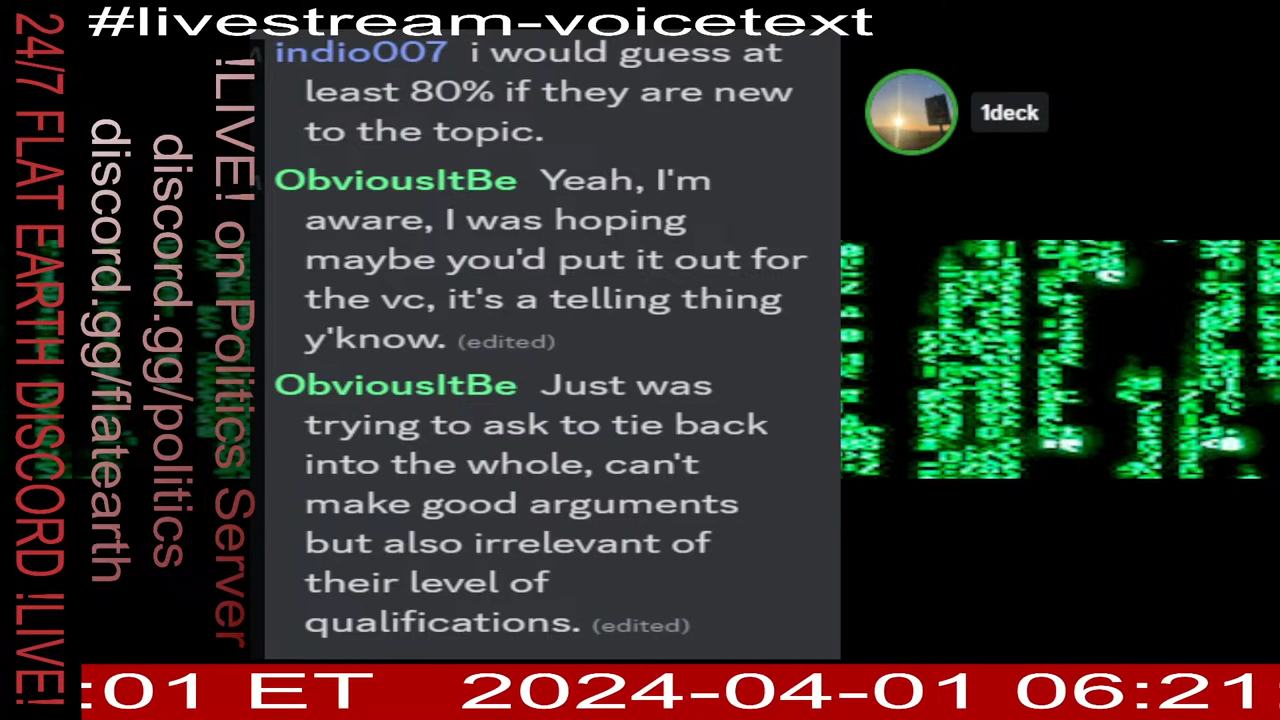 #livestream-voicetext
24/7 FLAT EARTH DISCORD !LIVE!
discord.gg/flatearth
discord.gg/politics
!LIVE! on Politics Server
indio007 i would guess at
least 80% if they are new
to the topic.
ObviousItBe Yeah, I'm
aware, I was hoping
maybe you'd put it out for
the vc, it's a telling thing
y'know. (edited)
ObviousItBe Just was
trying to ask to tie back
into the whole, can't
make good arguments
but also irrelevant of
their level of
qualifications. (edited)
1deck
:01 ET 2024-04-01 06:21: